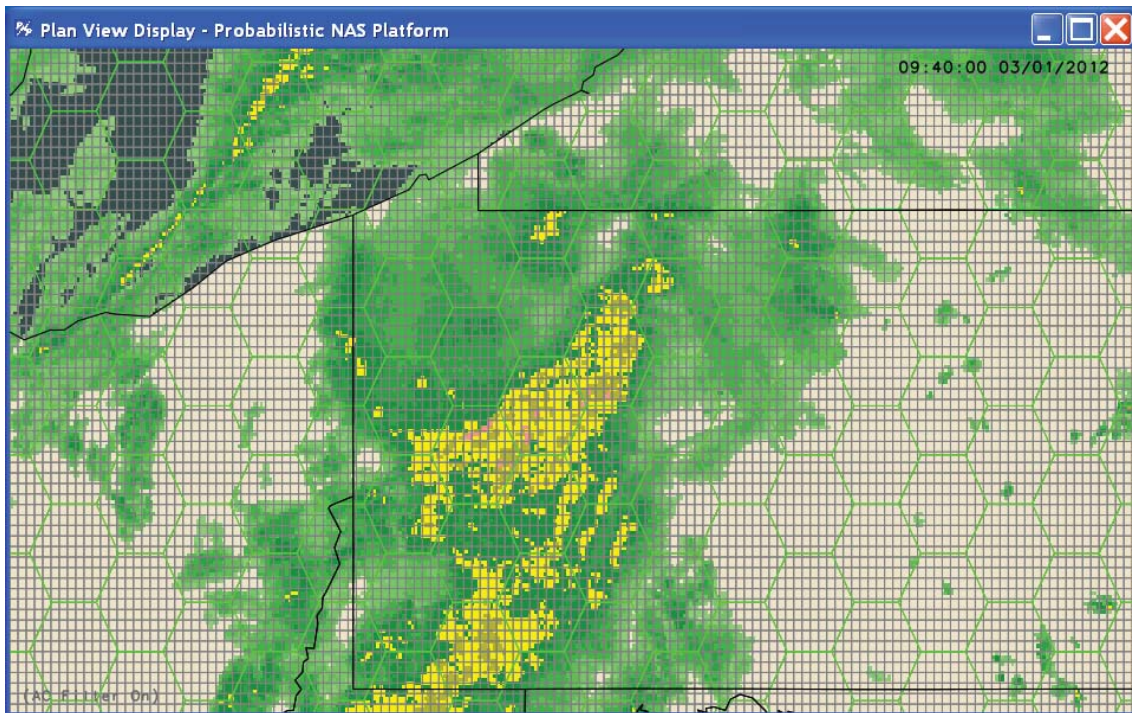 Plan View Display - Probabilistic NAS Platform
09:40:00 03/01/2012
(AC Filter On)